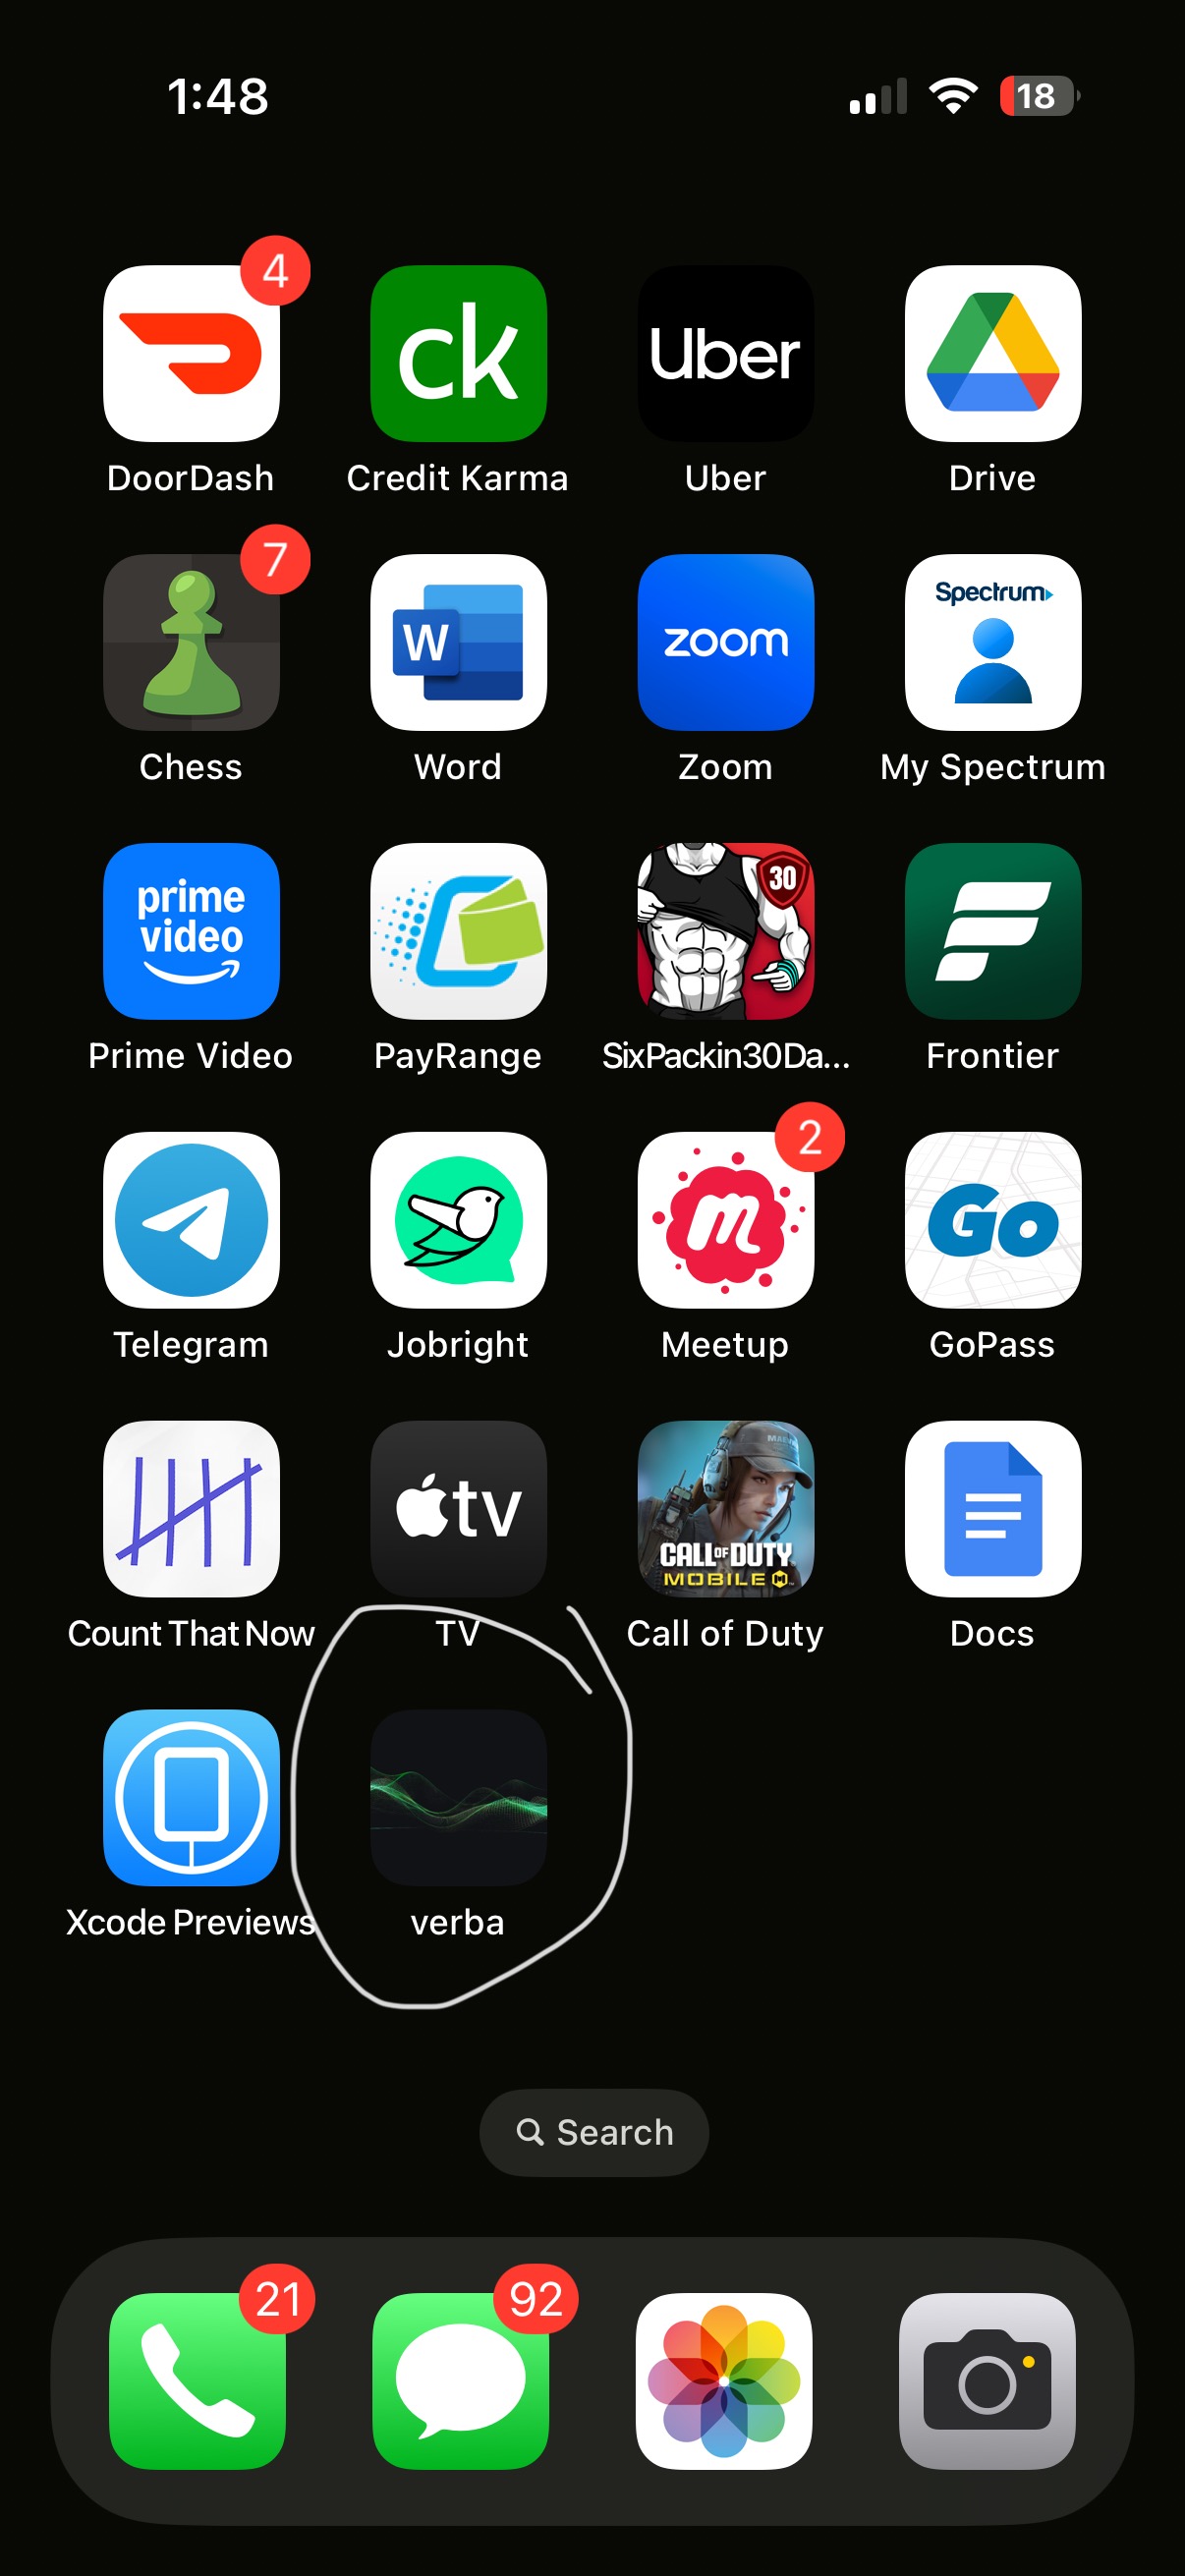 1:48 18
4
DoorDash Credit Karma Uber Drive
ck Uber
7
W zoom Spectrum
Chess Word Zoom My Spectrum
prime video 30
Prime Video PayRange SixPackin30Da... Frontier
2
m Go
Telegram Jobright Meetup GoPass
tv CALL OF DUTY MOBILE
Count That Now TV Call of Duty Docs
Xcode Previews verba
Search
21 92